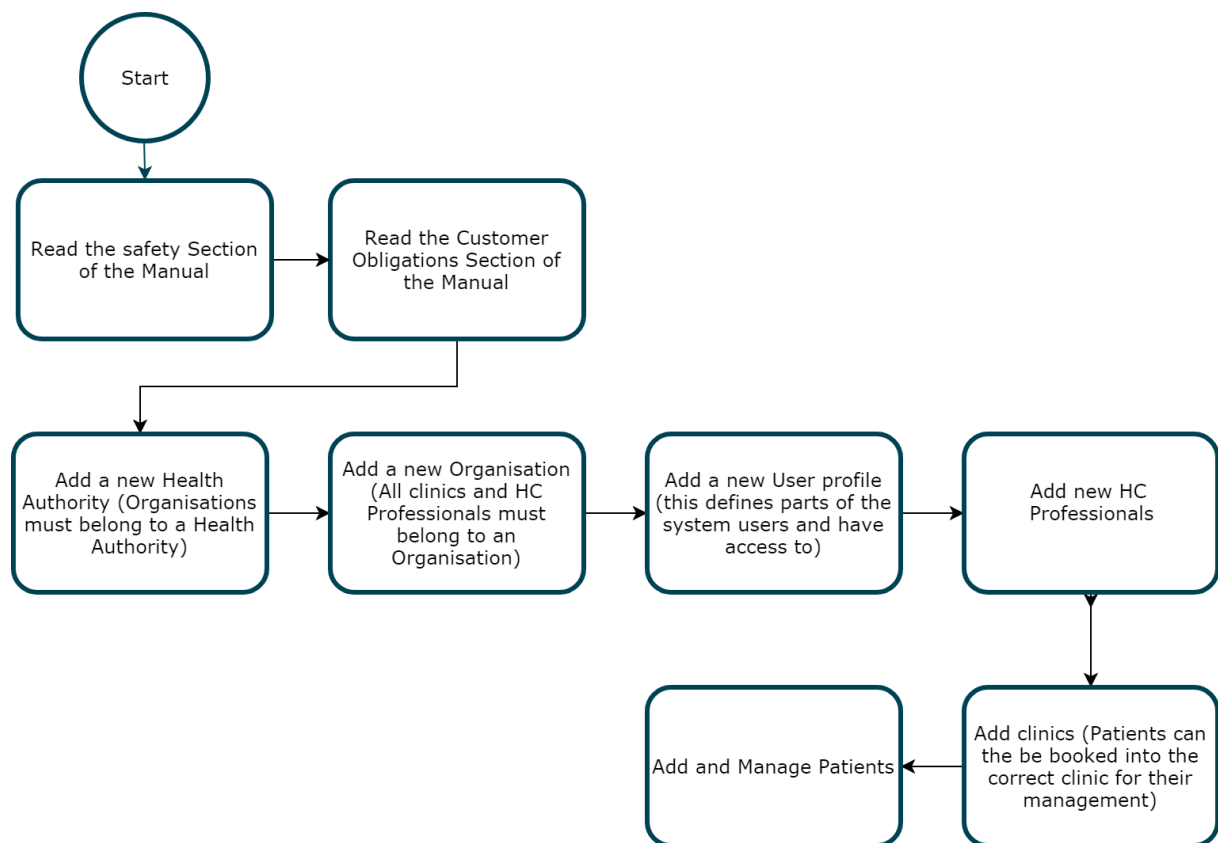 Start
Read the safety Section
of the Manual
Read the Customer
Obligations Section of
the Manual
Add a new Health
Authority (Organisations
must belong to a Health
Authority)
Add a new Organisation
(All clinics and HC
Professionals must
belong to an
Organisation)
Add a new User profile
(this defines parts of the
system users and have
access to)
Add new HC
Professionals
Add clinics (Patients can
the be booked into the
correct clinic for their
management)
Add and Manage Patients